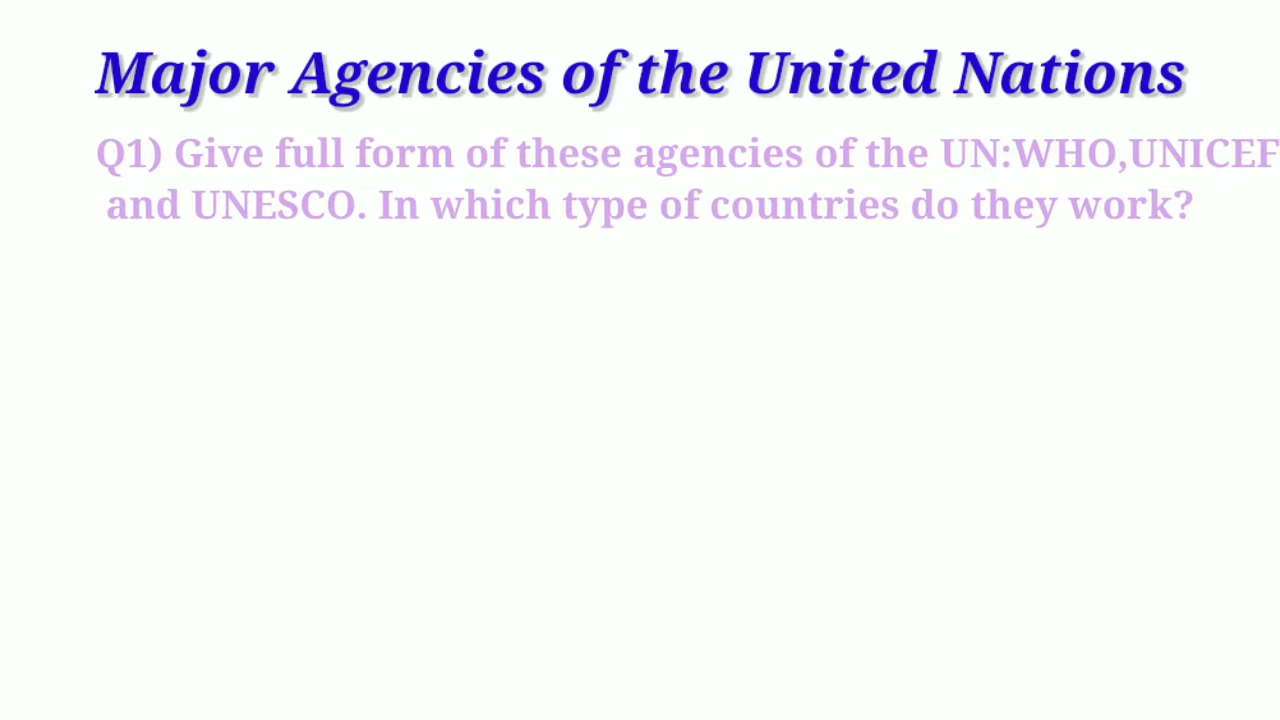 Major Agencies of the United Nations
Q1) Give full form of these agencies of the UN:WHO,UNICEF
and UNESCO. In which type of countries do they work?